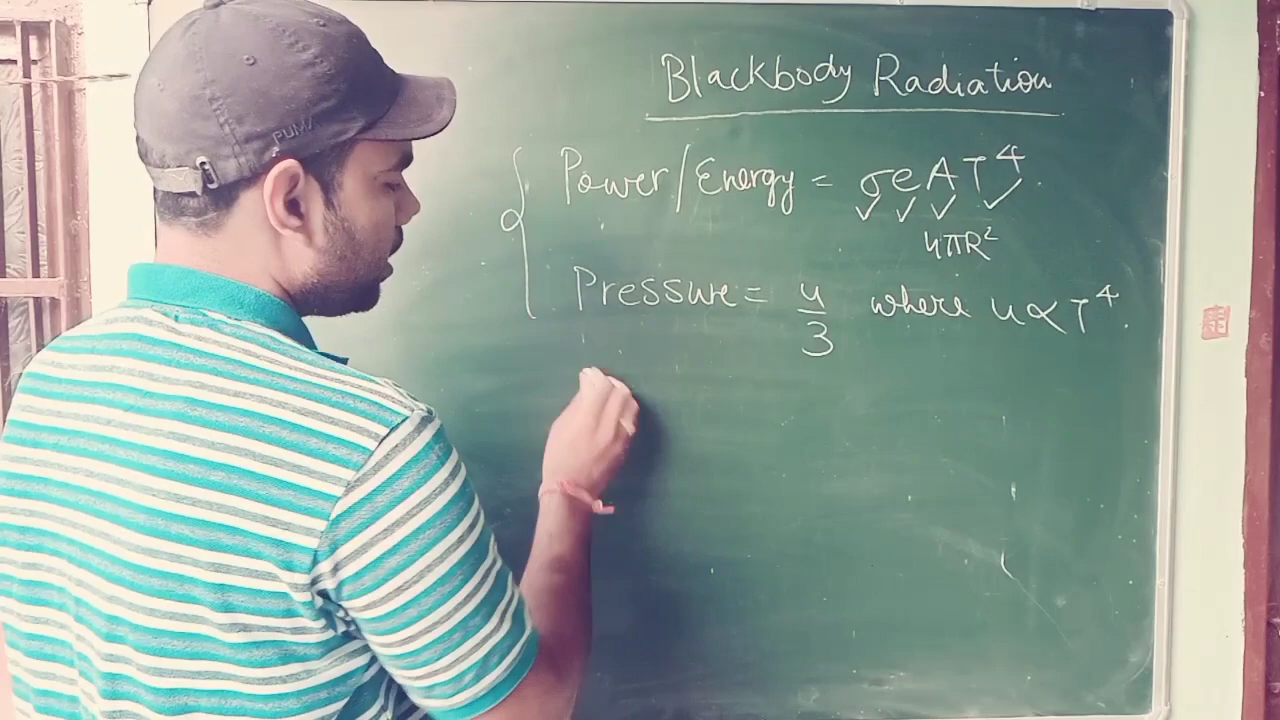 Blackbody Radiation
Power/Energy = σeAT⁴
4πR²
Pressure = u/3 where u ∝ T⁴.
PUMA